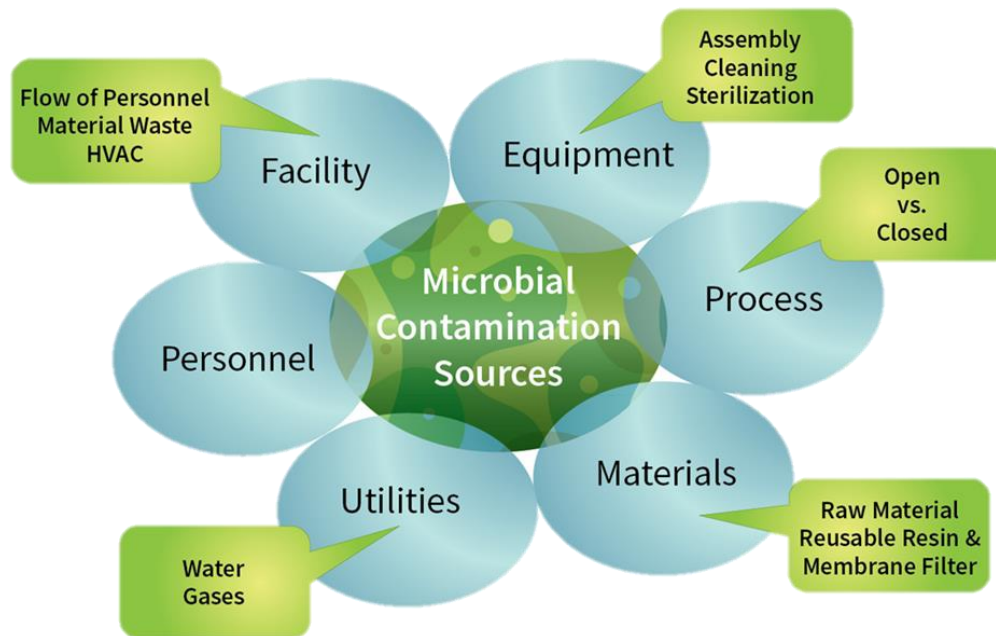 Assembly
Cleaning
Sterilization
Flow of Personnel
Material Waste
HVAC
Equipment
Facility
Open
vs.
Closed
Microbial
Contamination
Sources
Process
Personnel
Materials
Utilities
Raw Material
Reusable Resin &
Membrane Filter
Water
Gases